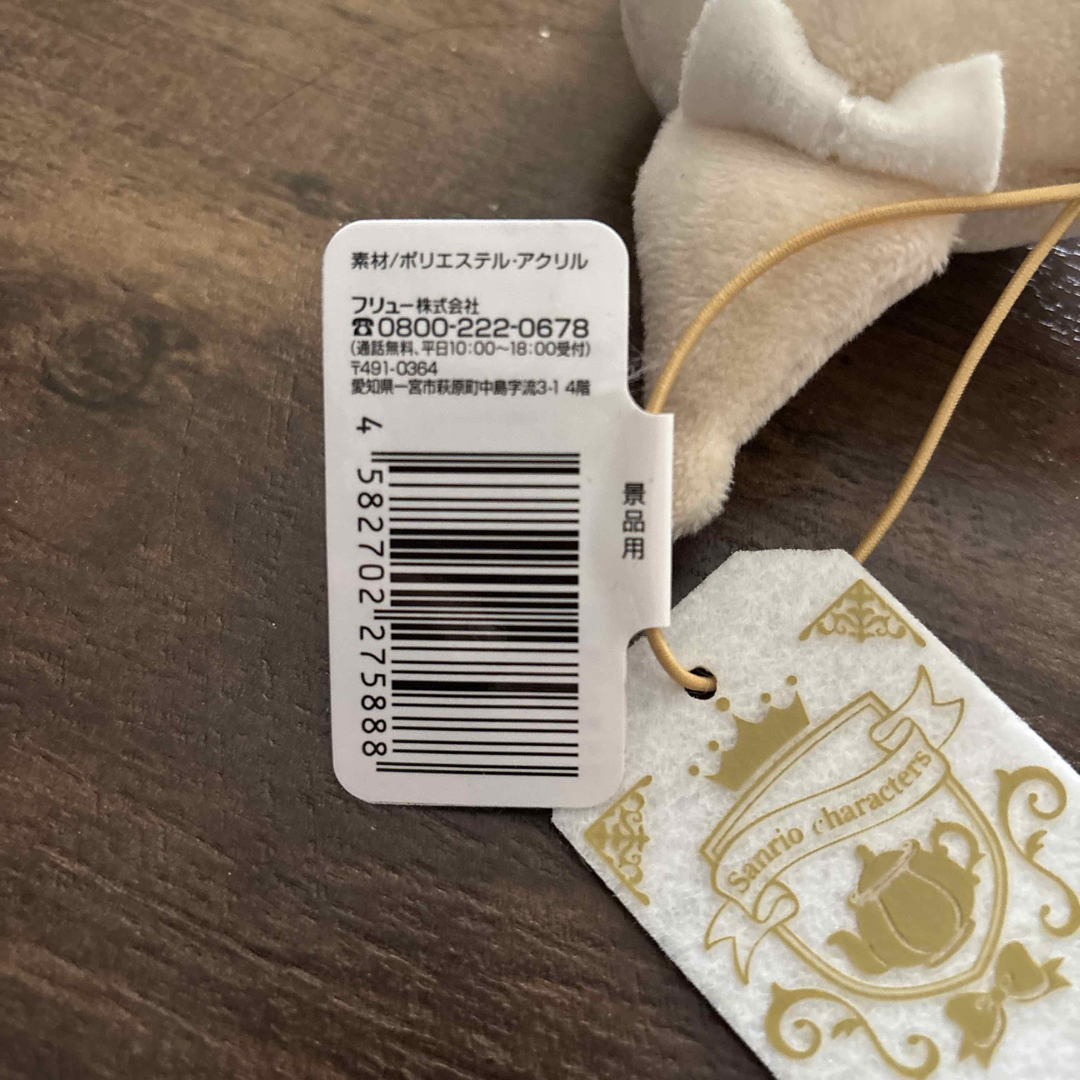 素材/ポリエステル・アクリル
フリュー株式会社
☎0800-222-0678
(通話無料、平日10:00～18:00受付)
〒491-0364
愛知県一宮市萩原町中島字流3-1 4階
4 582702 275888
景品用
Sanrio characters